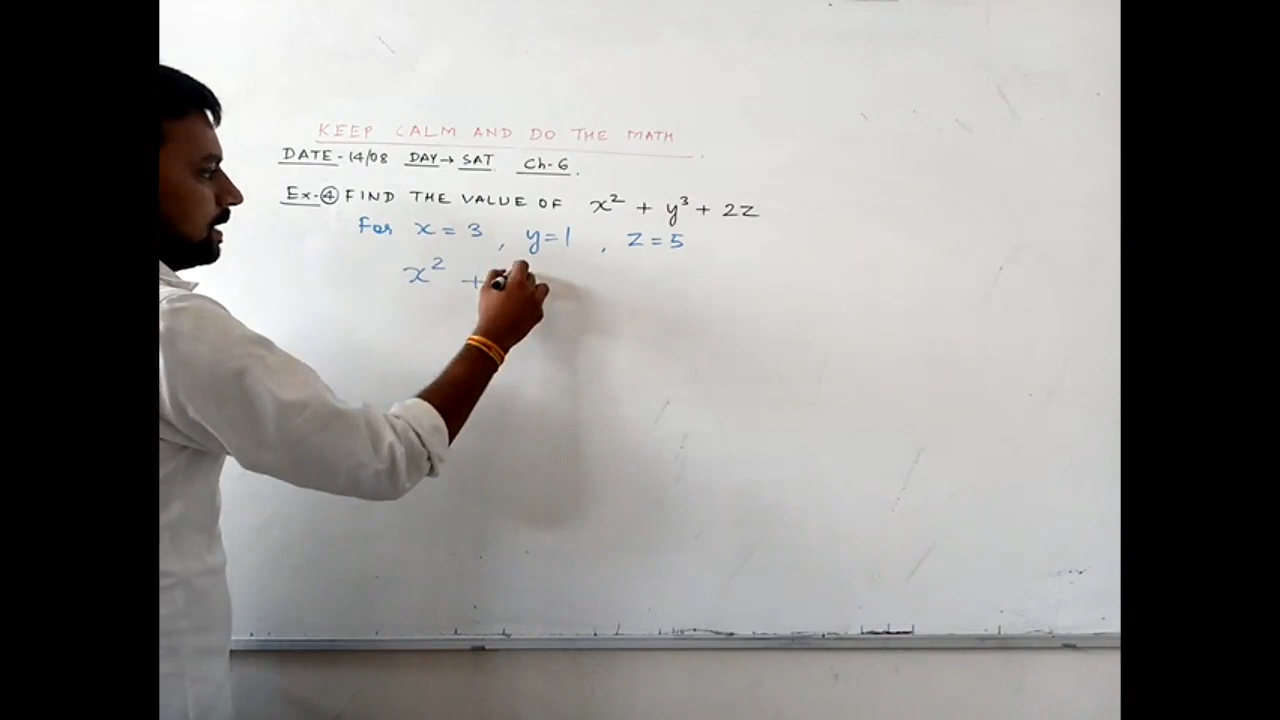 KEEP CALM AND DO THE MATH
DATE - 14/08 DAY → SAT Ch-6.
Ex-④ FIND THE VALUE OF x² + y³ + 2z
For x = 3, y = 1, z = 5
x² +